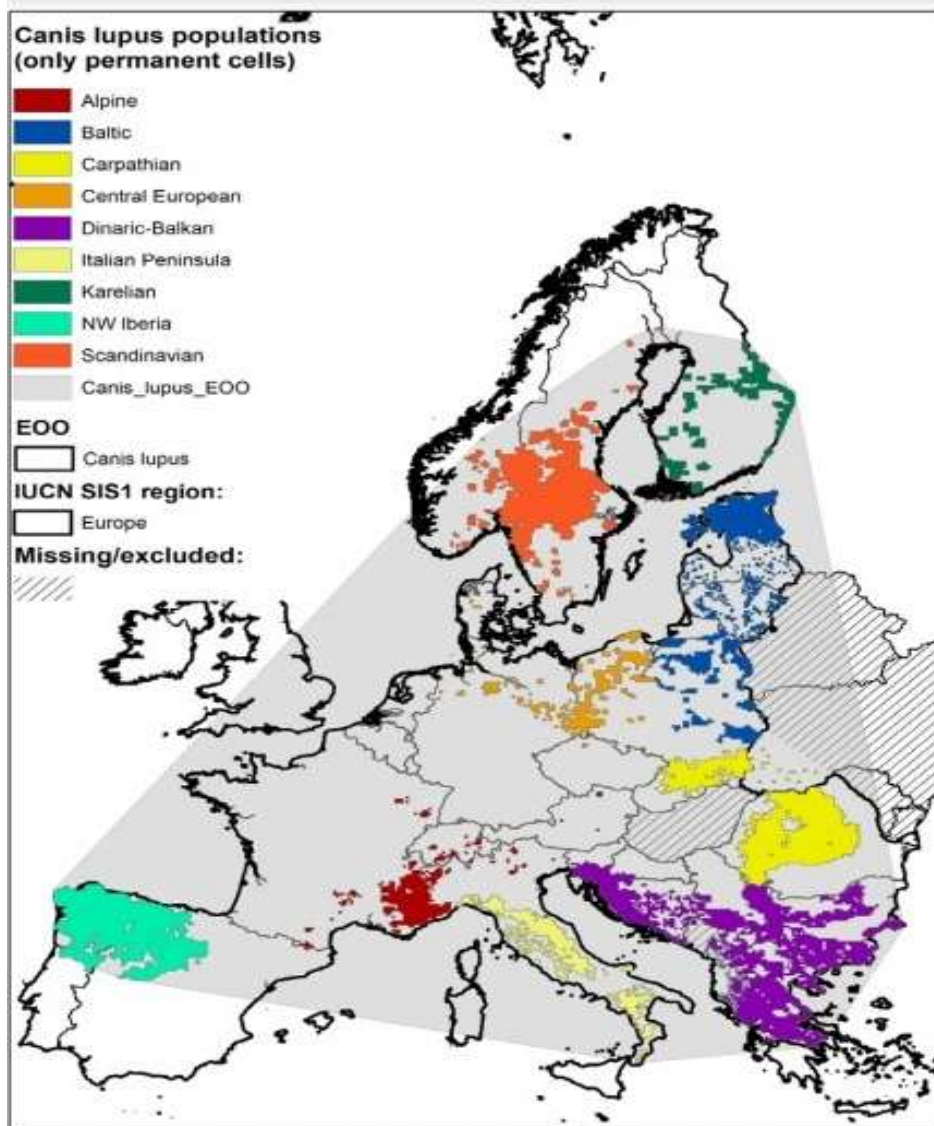 Canis lupus populations
(only permanent cells)
Alpine
Baltic
Carpathian
Central European
Dinaric-Balkan
Italian Peninsula
Karelian
NW Iberia
Scandinavian
Canis_lupus_EOO
EOO
Canis lupus
IUCN SIS1 region:
Europe
Missing/excluded: